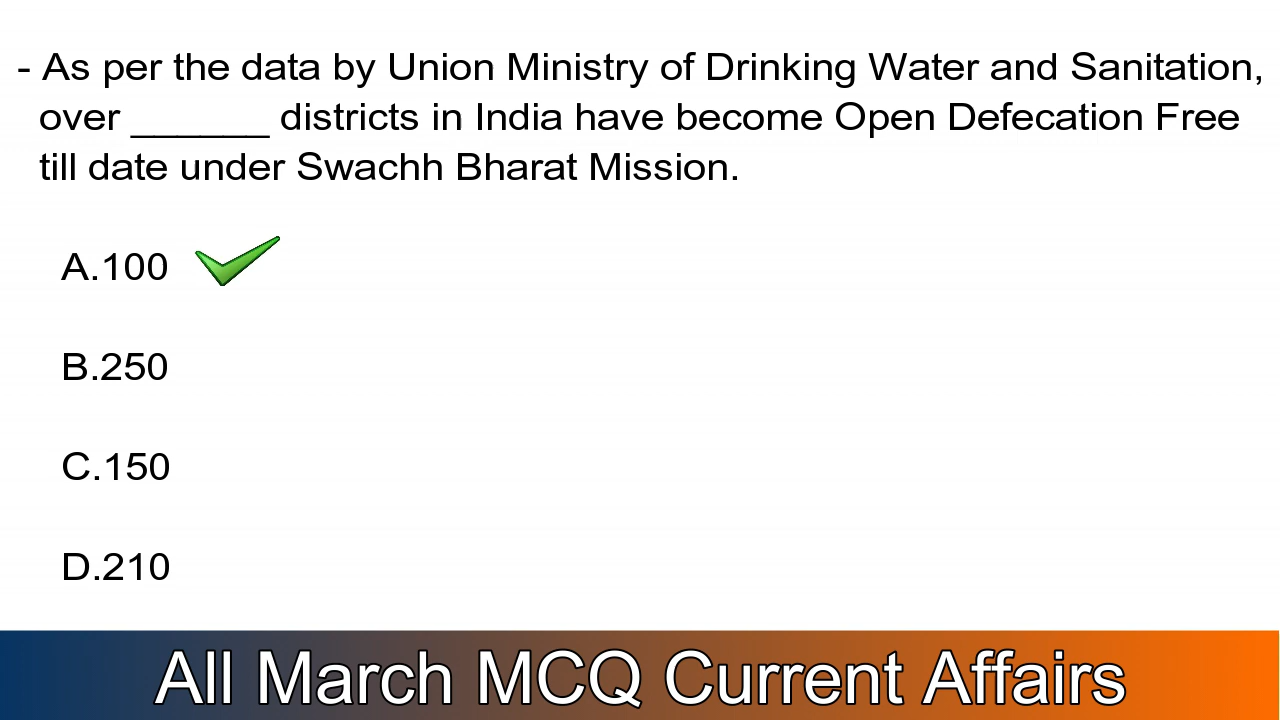 - As per the data by Union Ministry of Drinking Water and Sanitation,
over ______ districts in India have become Open Defecation Free
till date under Swachh Bharat Mission.
A.100
B.250
C.150
D.210
All March MCQ Current Affairs